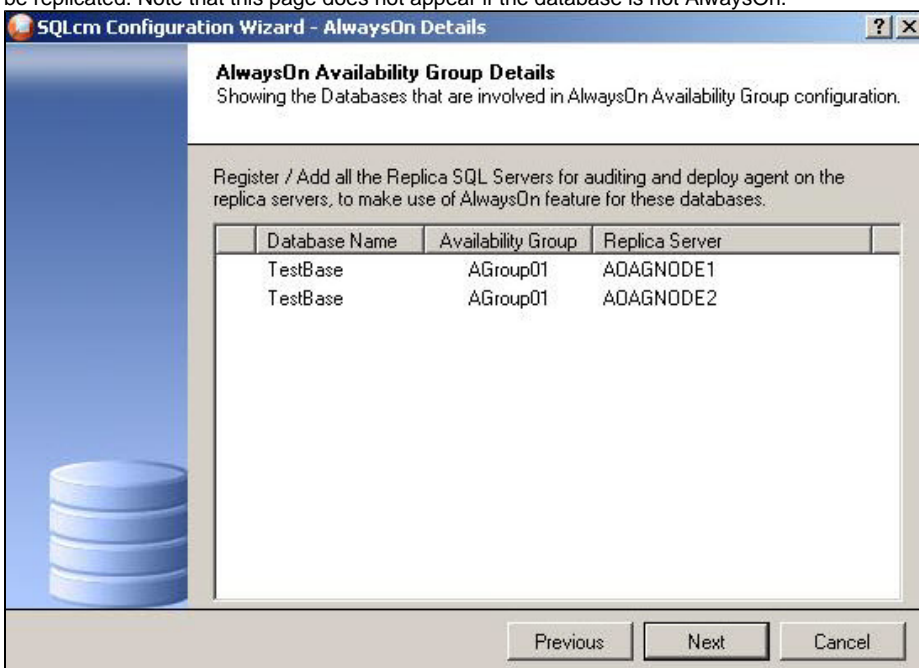 be replicated. Note that this page does not appear if the database is not AlwaysOn.
SQLcm Configuration Wizard - AlwaysOn Details
AlwaysOn Availability Group Details
Showing the Databases that are involved in AlwaysOn Availability Group configuration.
Register / Add all the Replica SQL Servers for auditing and deploy agent on the
replica servers, to make use of AlwaysOn feature for these databases.
Database Name Availability Group Replica Server
TestBase AGroup01 AOAGNODE1
TestBase AGroup01 AOAGNODE2
Previous Next Cancel